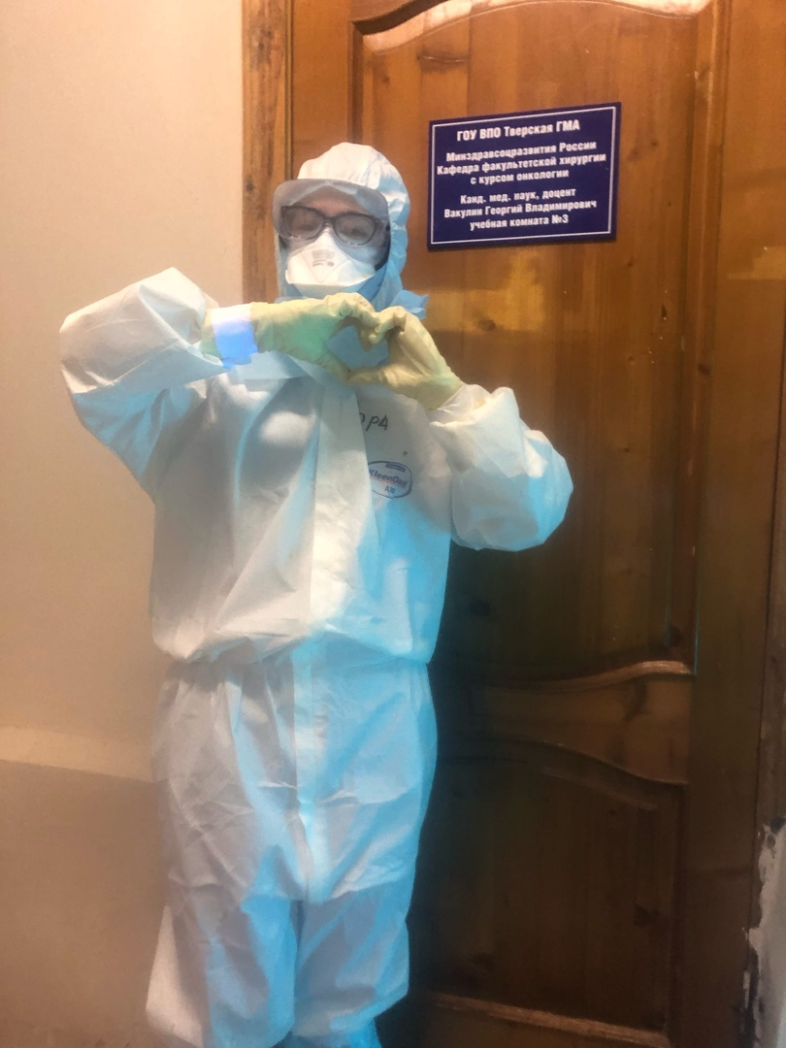 ГОУ ВПО Тверская ГМА
Минздравсоцразвития России
Кафедра факультетской хирургии
с курсом онкологии
Канд. мед. наук, доцент
Вакулин Георгий Владимирович
учебная комната №3